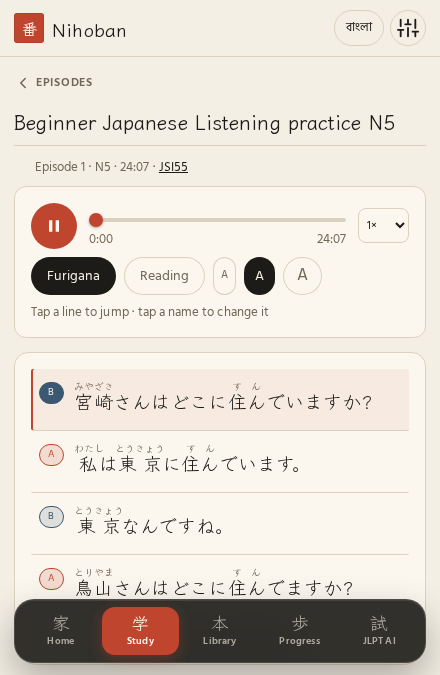 番 Nihoban
বাংলা
EPISODES
Beginner Japanese Listening practice N5
Episode 1 · N5 · 24:07 · JSI55
0:00 24:07 1×
Furigana Reading A A A
Tap a line to jump · tap a name to change it
みやざき す ん
B 宮崎さんはどこに住んでいますか?
わたし とうきょう す ん
A 私は東京に住んでいます。
とうきょう
B 東京なんですね。
とりやま す ん
A 鳥山さんはどこに住んでますか?
家 学 本 歩 試
Home Study Library Progress JLPT AI